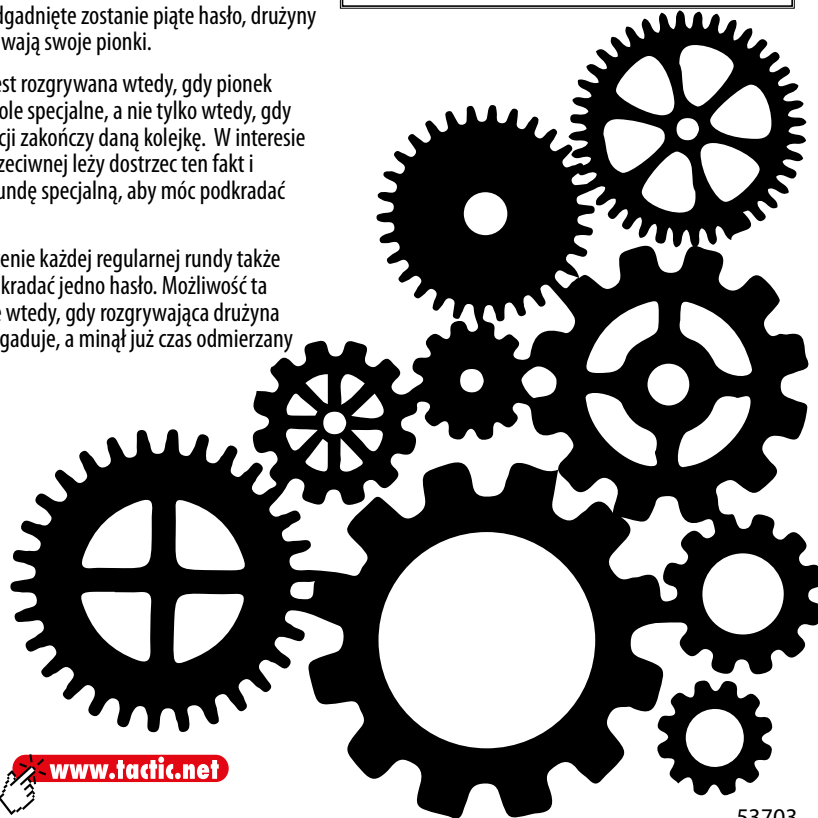 dgadnięte zostanie piąte hasło, drużyny
wają swoje pionki.
est rozgrywana wtedy, gdy pionek
ole specjalne, a nie tylko wtedy, gdy
cji zakończy daną kolejkę. W interesie
zeciwnej leży dostrzec ten fakt i
undę specjalną, aby móc podkradać
enie każdej regularnej rundy także
kradać jedno hasło. Możliwość ta
e wtedy, gdy rozgrywająca drużyna
gaduje, a minął już czas odmierzany
www.tactic.net
53703